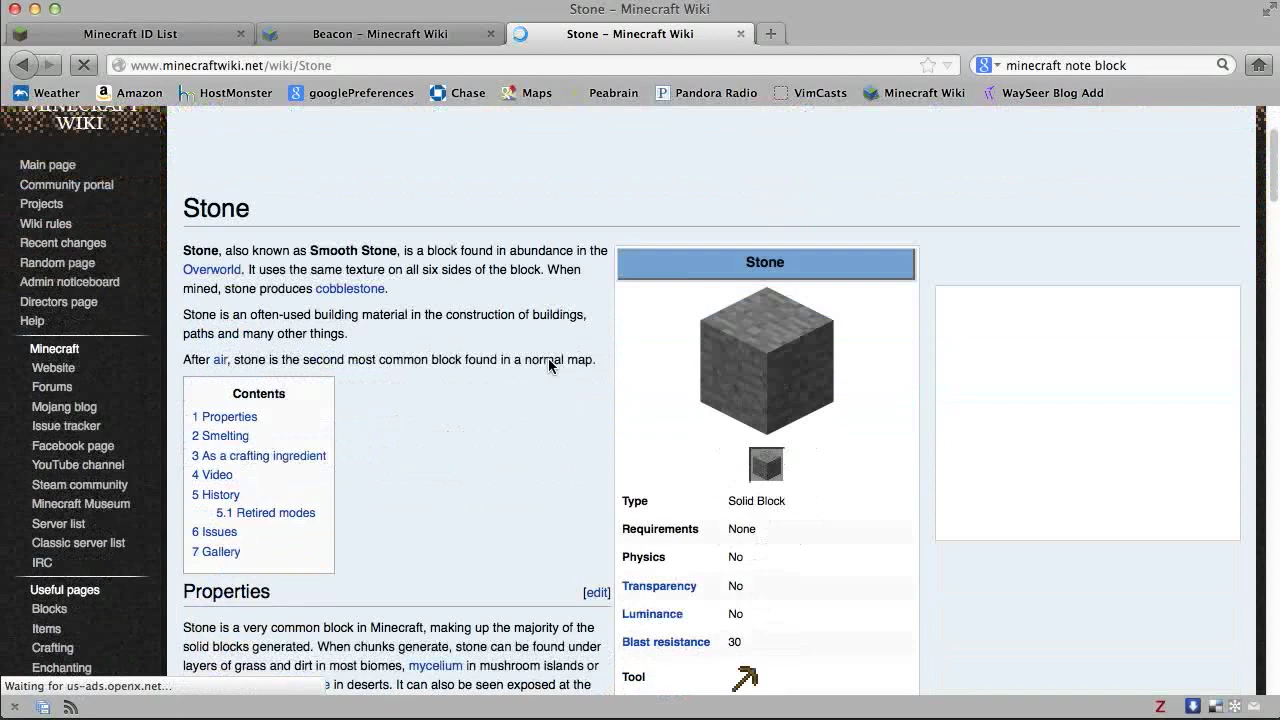 Stone – Minecraft Wiki
Minecraft ID List
Beacon – Minecraft Wiki
Stone – Minecraft Wiki
www.minecraftwiki.net/wiki/Stone
minecraft note block
Weather
Amazon
HostMonster
googlePreferences
Chase
Maps
Peabrain
Pandora Radio
VimCasts
Minecraft Wiki
WaySeer Blog Add
MINECRAFT
WIKI
Main page
Community portal
Projects
Wiki rules
Recent changes
Random page
Admin noticeboard
Directors page
Help
Minecraft
Website
Forums
Mojang blog
Issue tracker
Facebook page
YouTube channel
Steam community
Minecraft Museum
Server list
Classic server list
IRC
Useful pages
Blocks
Items
Crafting
Enchanting
Stone
Stone, also known as Smooth Stone, is a block found in abundance in the
Overworld. It uses the same texture on all six sides of the block. When
mined, stone produces cobblestone.
Stone is an often-used building material in the construction of buildings,
paths and many other things.
After air, stone is the second most common block found in a normal map.
Contents
1 Properties
2 Smelting
3 As a crafting ingredient
4 Video
5 History
5.1 Retired modes
6 Issues
7 Gallery
Properties [edit]
Stone is a very common block in Minecraft, making up the majority of the
solid blocks generated. When chunks generate, stone can be found under
layers of grass and dirt in most biomes, mycelium in mushroom islands or
e in deserts. It can also be seen exposed at the
Stone
Type Solid Block
Requirements None
Physics No
Transparency No
Luminance No
Blast resistance 30
Tool
Waiting for us-ads.openx.net...